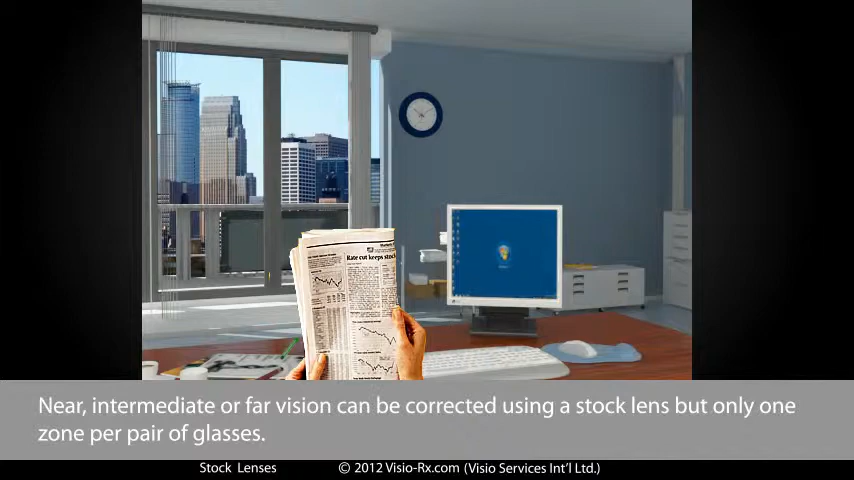 Rate cut keeps stoc
Near, intermediate or far vision can be corrected using a stock lens but only one
zone per pair of glasses.
Stock Lenses © 2012 Visio-Rx.com (Visio Services Int'l Ltd.)